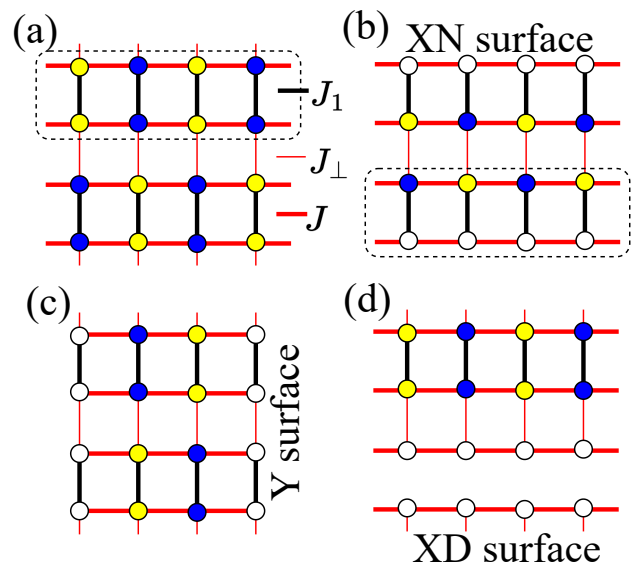 (a)
J₁
J⊥
J
(b)
XN surface
(c)
Y surface
(d)
XD surface